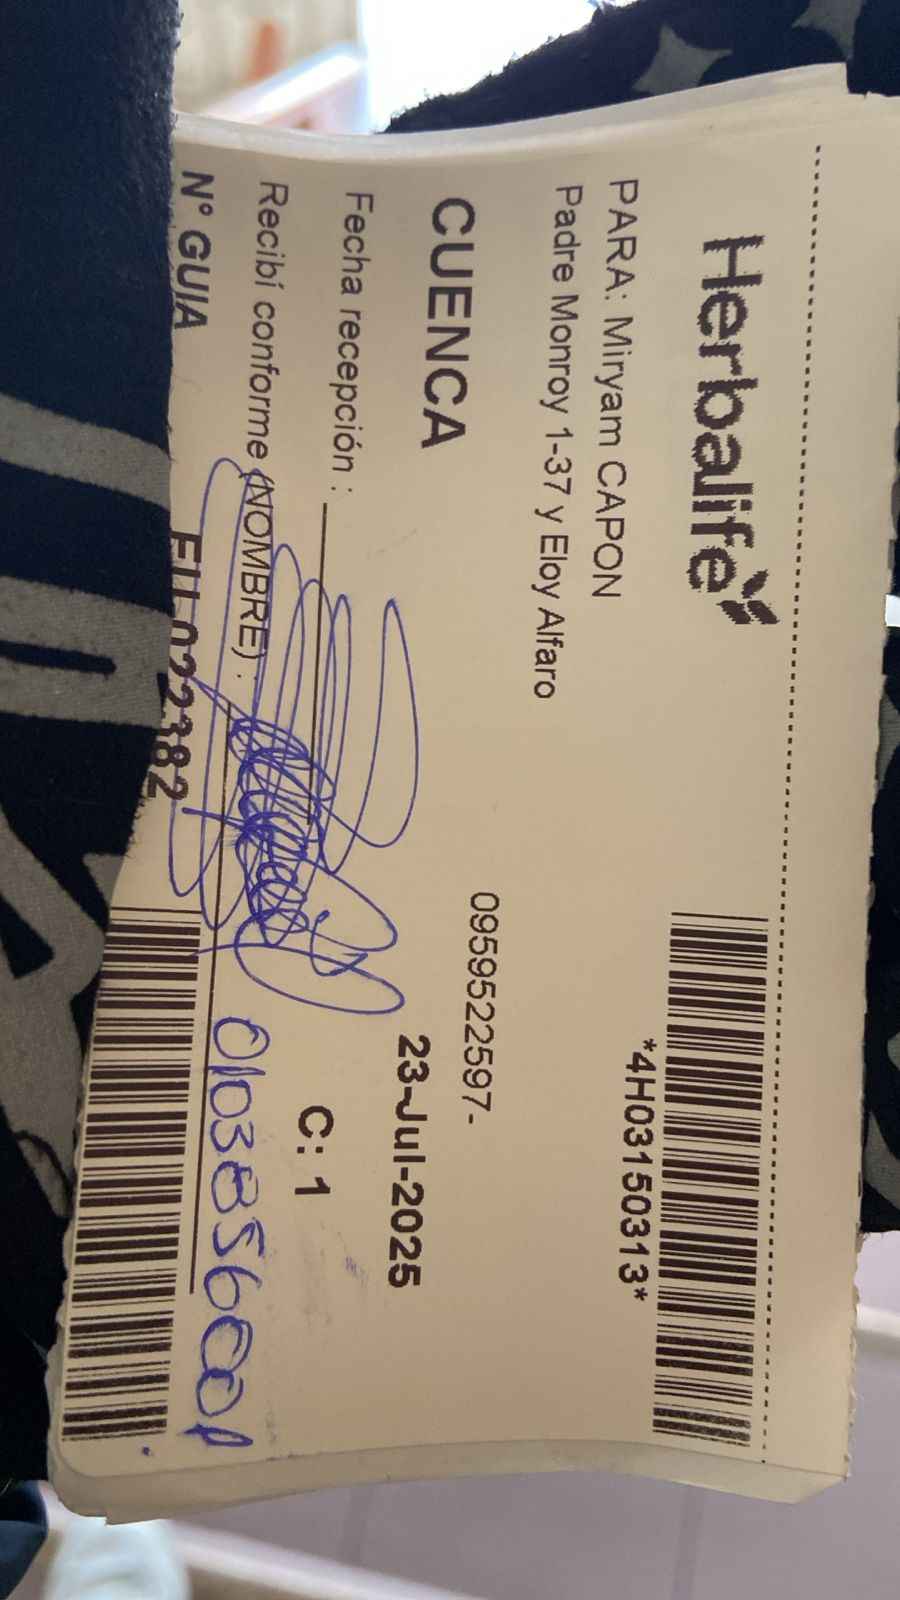 Herbalife
*4H03150313*
PARA: Miryam CAPON
Padre Monroy 1-37 y Eloy Alfaro
0959522597-
CUENCA
23-Jul-2025
Fecha recepción :
C: 1
Recibí conforme (NOMBRE) :
0103856001
N° GUIA
022382